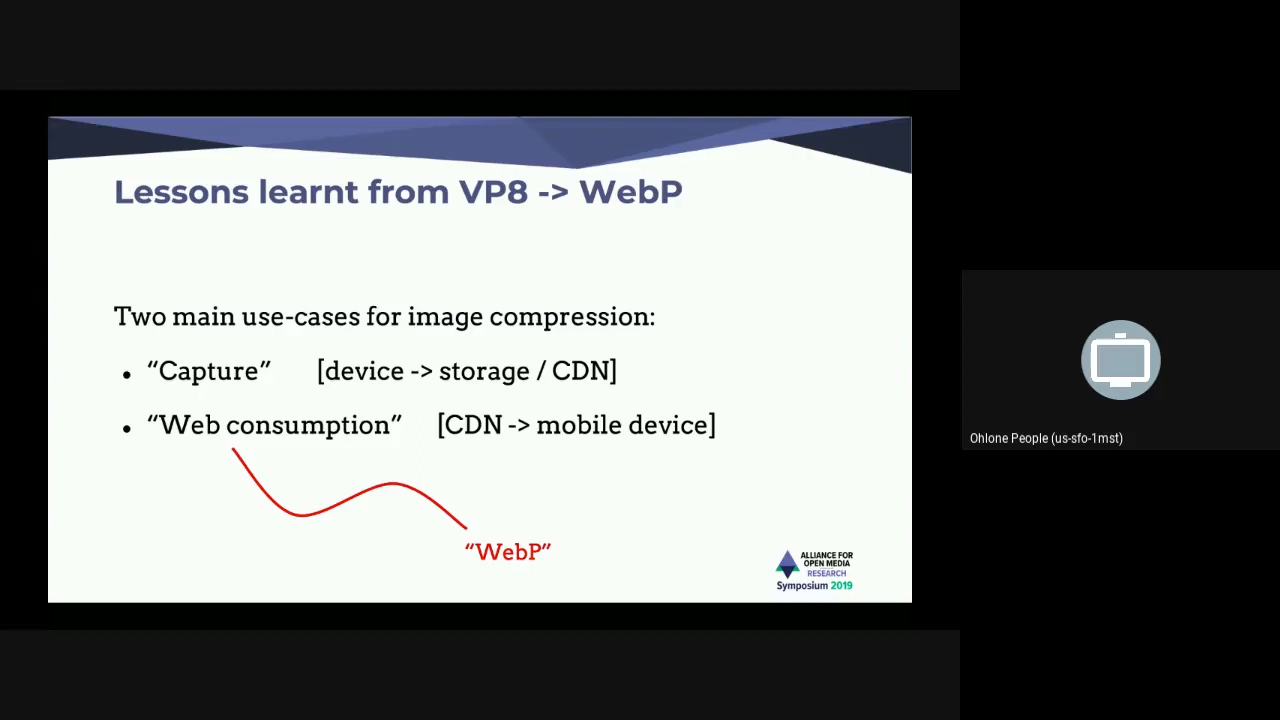 Lessons learnt from VP8 -> WebP
Two main use-cases for image compression:
• “Capture” [device -> storage / CDN]
• “Web consumption” [CDN -> mobile device]
“WebP”
ALLIANCE FOR
OPEN MEDIA
RESEARCH
Symposium 2019
Ohlone People (us-sfo-1mst)